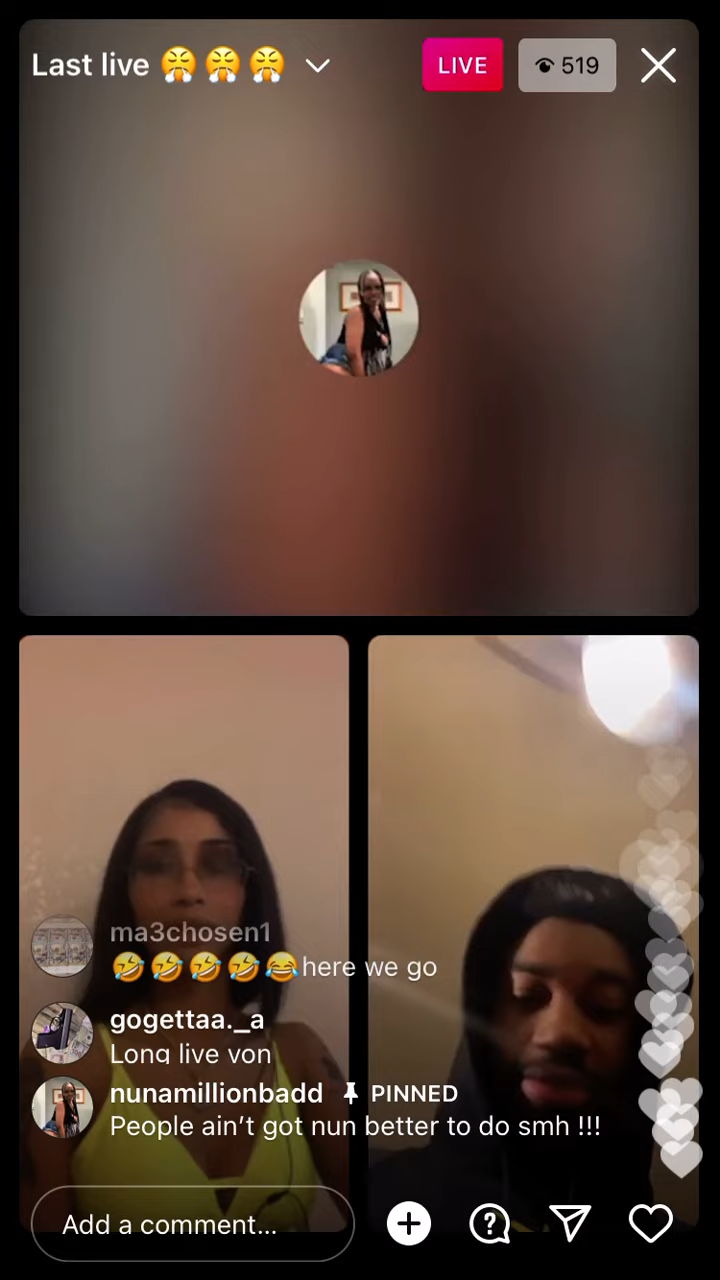 Last live 😤 😤 😤
LIVE
519
ma3chosen1
🤣🤣🤣🤣😂here we go
gogettaa._a
Long live von
nunamillionbadd PINNED
People ain’t got nun better to do smh !!!
Add a comment...